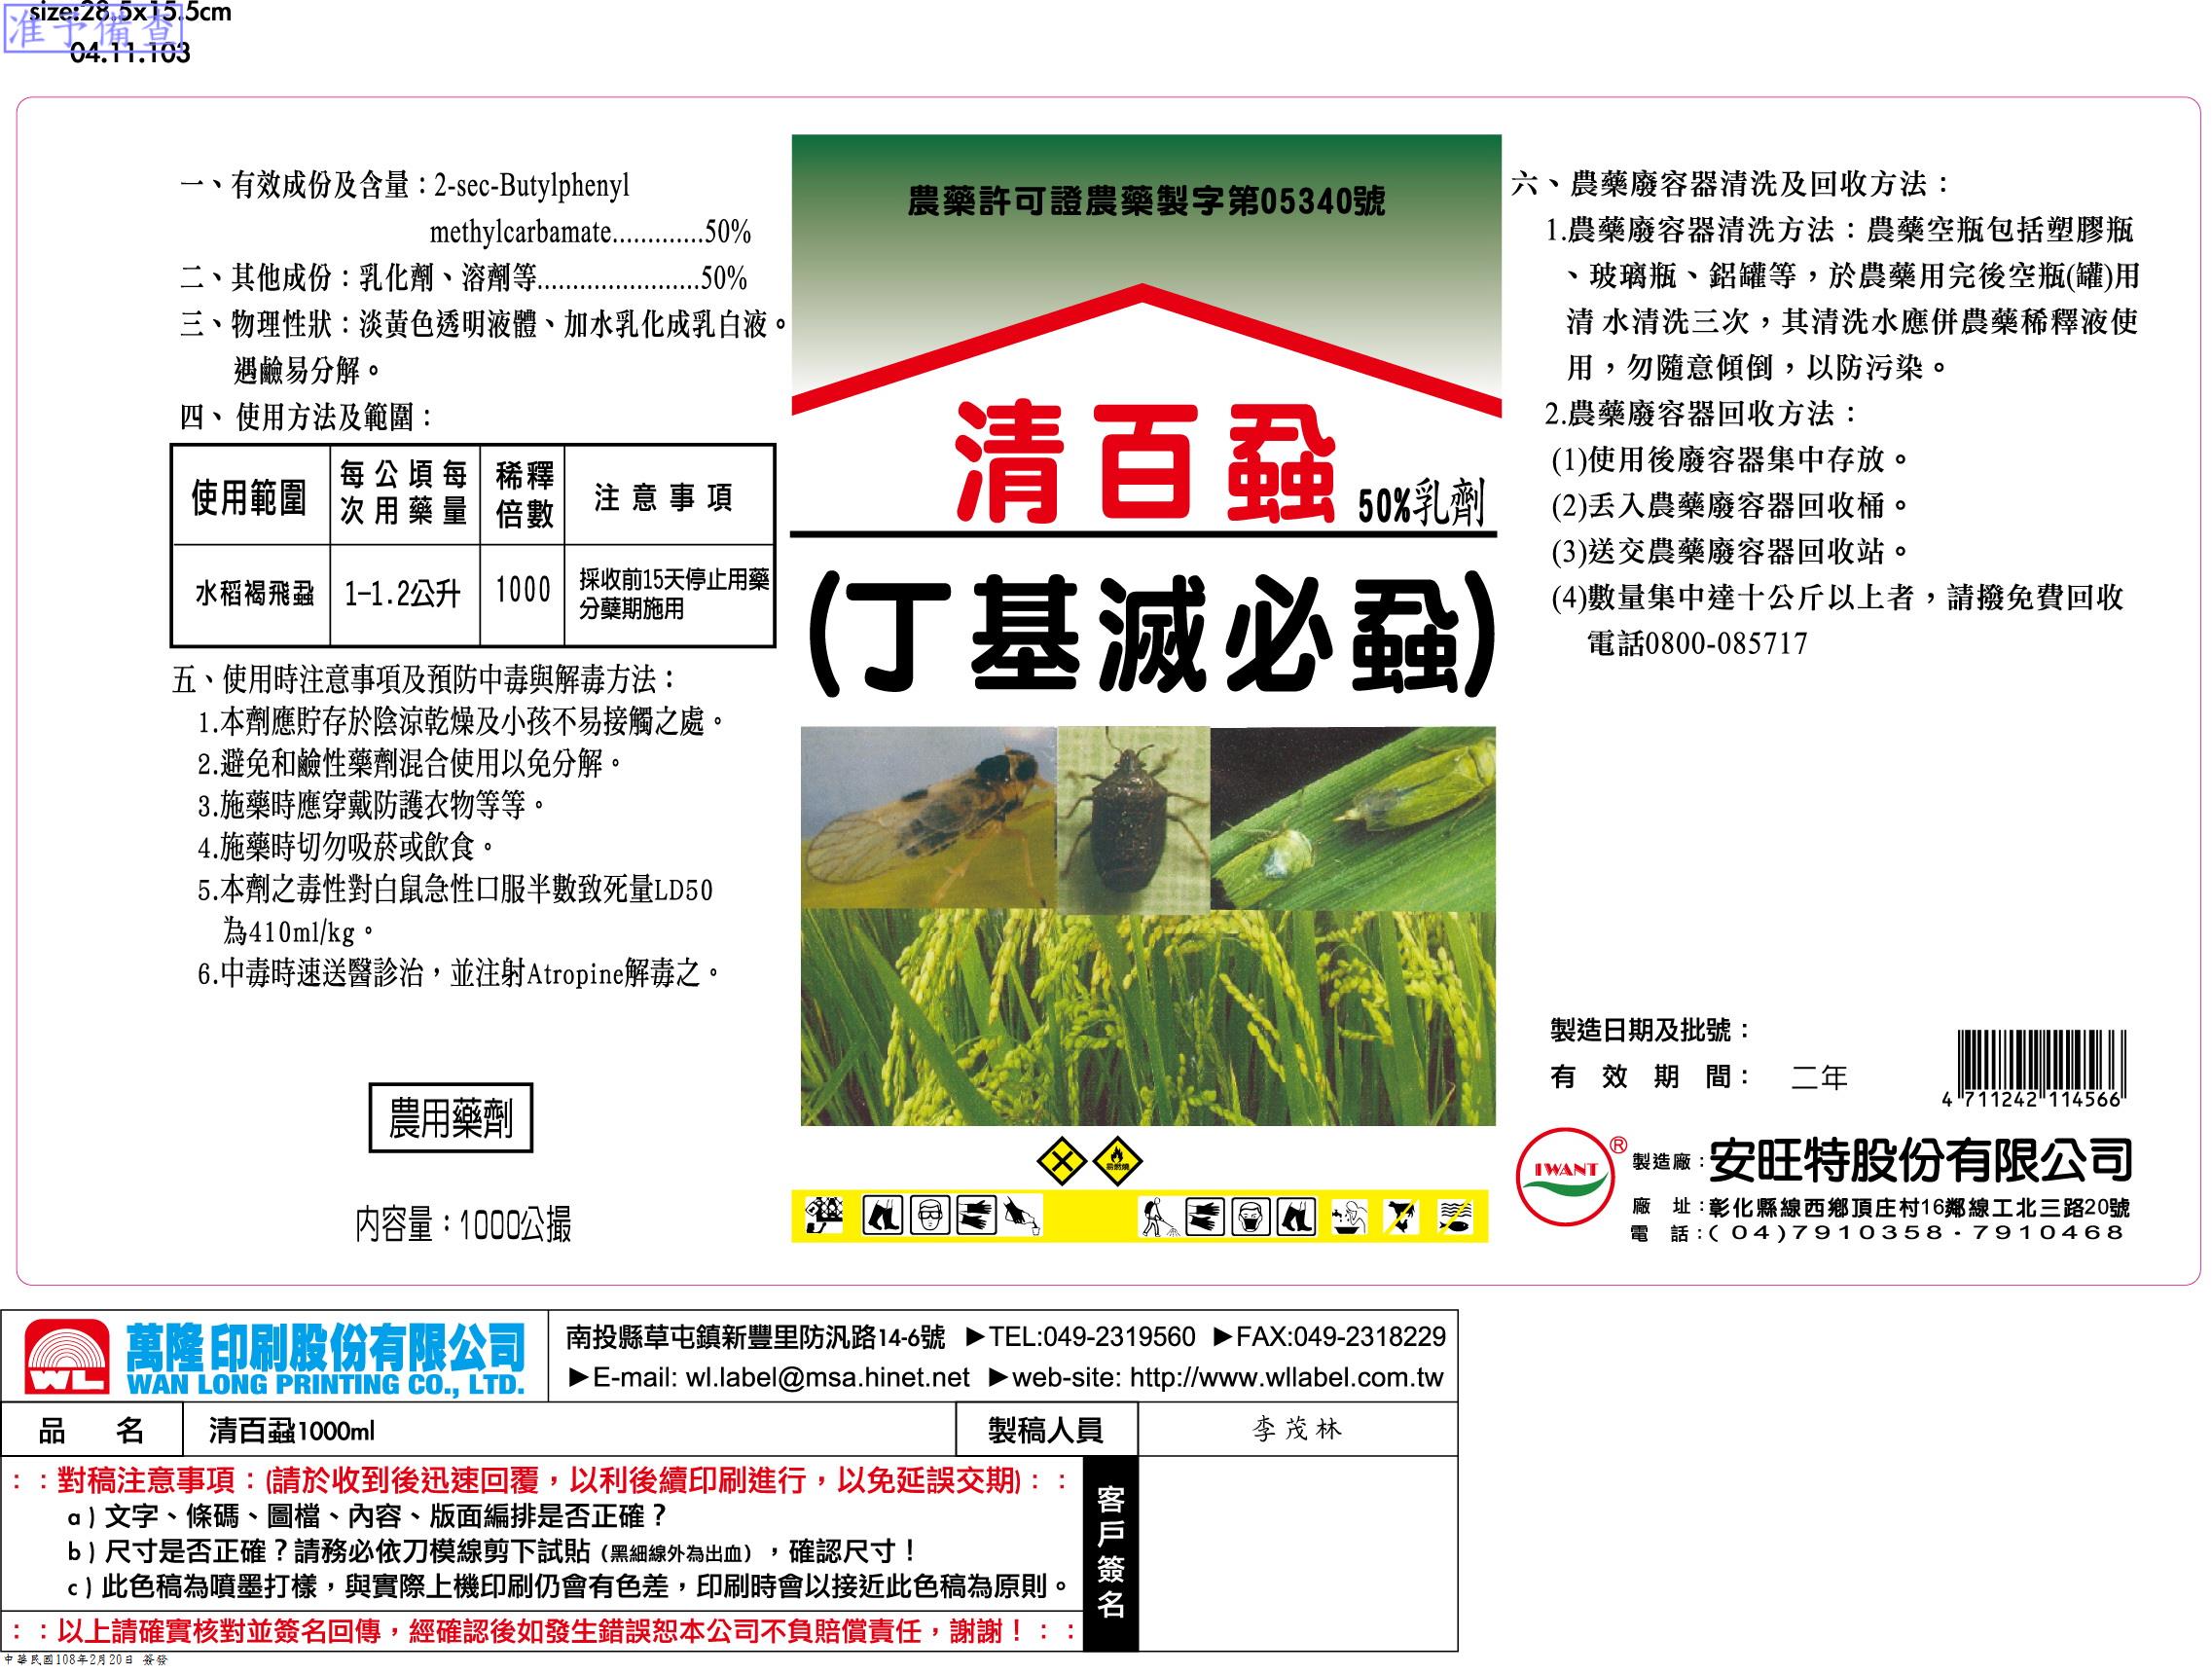 size:28.5x15.5cm
准予備查
04.11.103
一、有效成份及含量：2-sec-Butylphenyl
methylcarbamate.............50%
二、其他成份：乳化劑、溶劑等.......................50%
三、物理性狀：淡黃色透明液體、加水乳化成乳白液。
遇鹼易分解。
四、使用方法及範圍：
使用範圍
每公頃每
次用藥量
稀釋
倍數
注意事項
水稻褐飛蝨
1-1.2公升
1000
採收前15天停止用藥
分蘗期施用
五、使用時注意事項及預防中毒與解毒方法：
1.本劑應貯存於陰涼乾燥及小孩不易接觸之處。
2.避免和鹼性藥劑混合使用以免分解。
3.施藥時應穿戴防護衣物等等。
4.施藥時切勿吸菸或飲食。
5.本劑之毒性對白鼠急性口服半數致死量LD50
為410ml/kg。
6.中毒時速送醫診治，並注射Atropine解毒之。
農用藥劑
內容量：1000公撮
農藥許可證農藥製字第05340號
清百蝨
50%乳劑
(丁基滅必蝨)
易燃燒
六、農藥廢容器清洗及回收方法：
1.農藥廢容器清洗方法：農藥空瓶包括塑膠瓶
、玻璃瓶、鋁罐等，於農藥用完後空瓶(罐)用
清 水清洗三次，其清洗水應併農藥稀釋液使
用，勿隨意傾倒，以防污染。
2.農藥廢容器回收方法：
(1)使用後廢容器集中存放。
(2)丟入農藥廢容器回收桶。
(3)送交農藥廢容器回收站。
(4)數量集中達十公斤以上者，請撥免費回收
電話0800-085717
製造日期及批號：
有效期間： 二年
4 711242 114566
IWANT ®
製造廠：安旺特股份有限公司
廠 址：彰化縣線西鄉頂庄村16鄰線工北三路20號
電 話：(04)7910358．7910468
WL
萬隆印刷股份有限公司
WAN LONG PRINTING CO., LTD.
南投縣草屯鎮新豐里防汛路14-6號 ▶TEL:049-2319560 ▶FAX:049-2318229
▶E-mail: wl.label@msa.hinet.net ▶web-site: http://www.wllabel.com.tw
品 名
清百蝨1000ml
製稿人員
李茂林
：：對稿注意事項：(請於收到後迅速回覆，以利後續印刷進行，以免延誤交期)：：
a）文字、條碼、圖檔、內容、版面編排是否正確？
b）尺寸是否正確？請務必依刀模線剪下試貼（黑細線外為出血），確認尺寸！
c）此色稿為噴墨打樣，與實際上機印刷仍會有色差，印刷時會以接近此色稿為原則。
：：以上請確實核對並簽名回傳，經確認後如發生錯誤恕本公司不負賠償責任，謝謝！：：
客戶簽名
中華民國108年2月20日 簽發